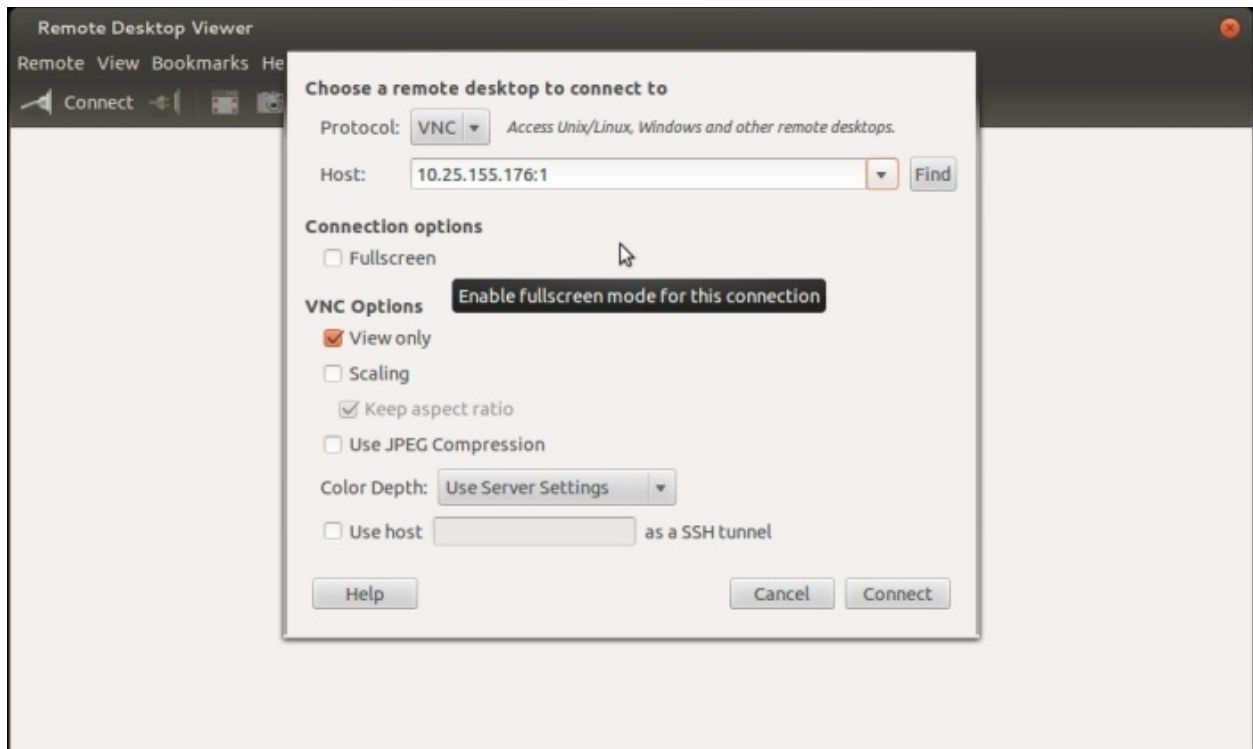 Remote Desktop Viewer
Remote View Bookmarks He
Connect
Choose a remote desktop to connect to
Protocol: VNC Access Unix/Linux, Windows and other remote desktops.
Host: 10.25.155.176:1 Find
Connection options
Fullscreen
Enable fullscreen mode for this connection
VNC Options
View only
Scaling
Keep aspect ratio
Use JPEG Compression
Color Depth: Use Server Settings
Use host as a SSH tunnel
Help Cancel Connect